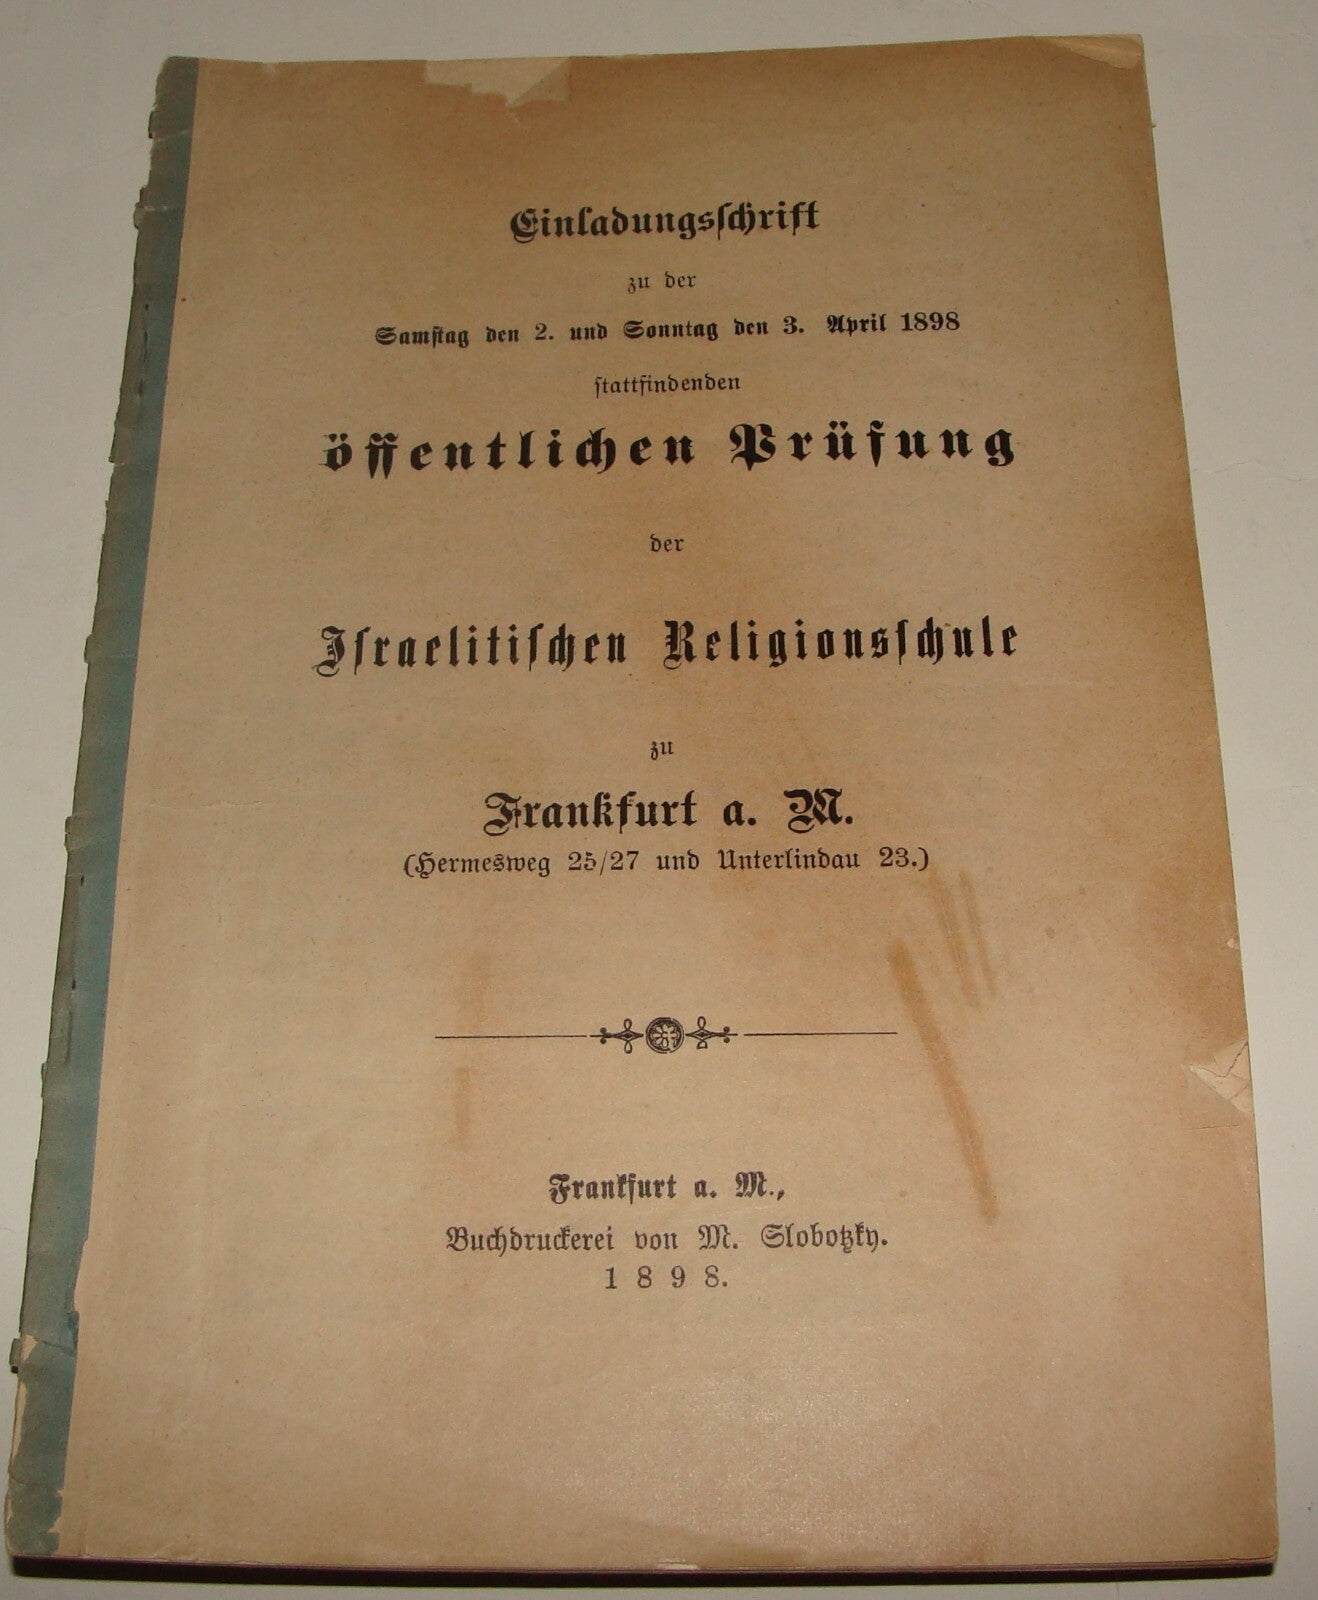 Einladungsschrift
zu der
Samstag den 2. und Sonntag den 3. April 1898
stattfindenden
öffentlichen Prüfung
der
Israelitischen Religionsschule
zu
Frankfurt a. M.
(Hermesweg 25/27 und Unterlindau 23.)
Frankfurt a. M.,
Buchdruckerei von M. Slobotzky.
1898.